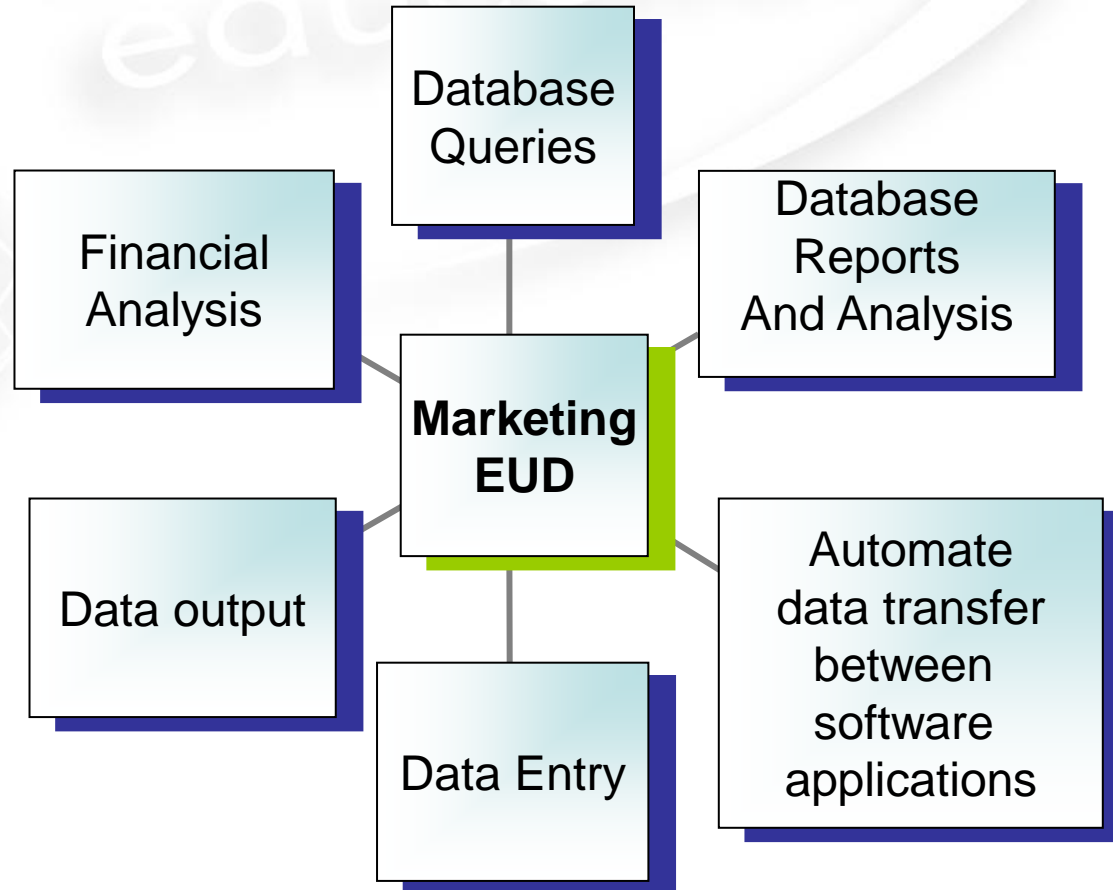 Database
Queries
Financial
Analysis
Database
Reports
And Analysis
Marketing
EUD
Data output
Automate
data transfer
between
software
applications
Data Entry